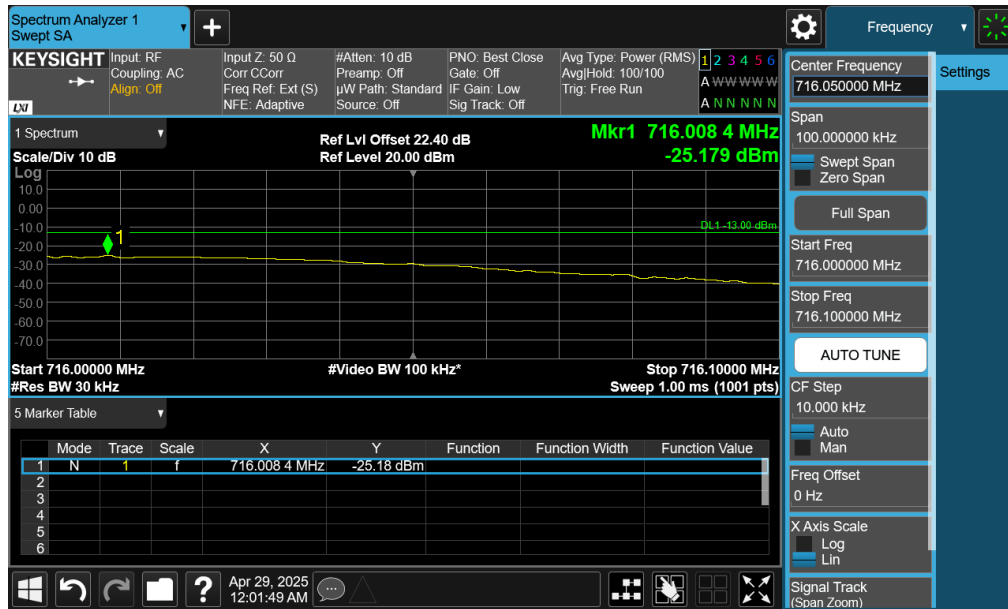 Spectrum Analyzer 1
Swept SA
+
Frequency
KEYSIGHT
LXI
Input: RF
Coupling: AC
Align: Off
Input Z: 50 Ω
Corr CCorr
Freq Ref: Ext (S)
NFE: Adaptive
#Atten: 10 dB
Preamp: Off
µW Path: Standard
Source: Off
PNO: Best Close
Gate: Off
IF Gain: Low
Sig Track: Off
Avg Type: Power (RMS)
Avg|Hold: 100/100
Trig: Free Run
1 2 3 4 5 6
A W W W W W
A N N N N N
1 Spectrum
Scale/Div 10 dB
Ref Lvl Offset 22.40 dB
Ref Level 20.00 dBm
Mkr1 716.008 4 MHz
-25.179 dBm
Log
10.0
0.00
-10.0
-20.0
-30.0
-40.0
-50.0
-60.0
-70.0
1
DL1 -13.00 dBm
Start 716.00000 MHz
#Res BW 30 kHz
#Video BW 100 kHz*
Stop 716.10000 MHz
Sweep 1.00 ms (1001 pts)
5 Marker Table
Mode Trace Scale X Y Function Function Width Function Value
1 N 1 f 716.008 4 MHz -25.18 dBm
2
3
4
5
6
?
Apr 29, 2025
12:01:49 AM
Center Frequency
716.050000 MHz
Settings
Span
100.000000 kHz
Swept Span
Zero Span
Full Span
Start Freq
716.000000 MHz
Stop Freq
716.100000 MHz
AUTO TUNE
CF Step
10.000 kHz
Auto
Man
Freq Offset
0 Hz
X Axis Scale
Log
Lin
Signal Track
(Span Zoom)